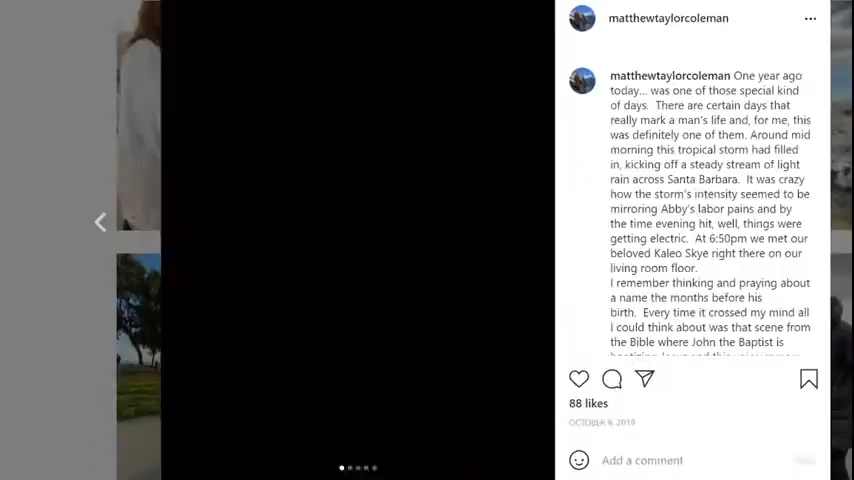 matthewtaylorcoleman
matthewtaylorcoleman One year ago
today... was one of those special kind
of days. There are certain days that
really mark a man's life and, for me, this
was definitely one of them. Around mid
morning this tropical storm had filled
in, kicking off a steady stream of light
rain across Santa Barbara. It was crazy
how the storm's intensity seemed to be
mirroring Abby's labor pains and by
the time evening hit, well, things were
getting electric. At 6:50pm we met our
beloved Kaleo Skye right there on our
living room floor.
I remember thinking and praying about
a name the months before his
birth. Every time it crossed my mind all
I could think about was that scene from
the Bible where John the Baptist is
88 likes
OCTOBER 9, 2019
Add a comment